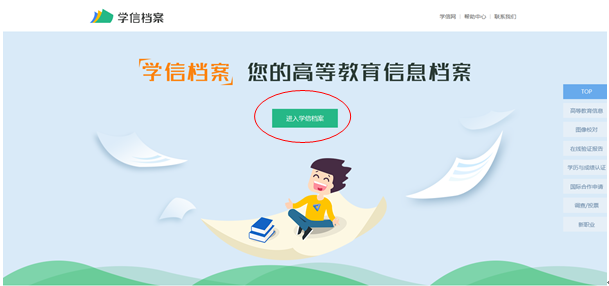 学信档案
学信网 | 帮助中心 | 联系我们
学信档案 您的高等教育信息档案
进入学信档案
TOP
高等教育信息
图像校对
在线验证报告
学历与成绩认证
国际合作申请
调查/投票
新职业